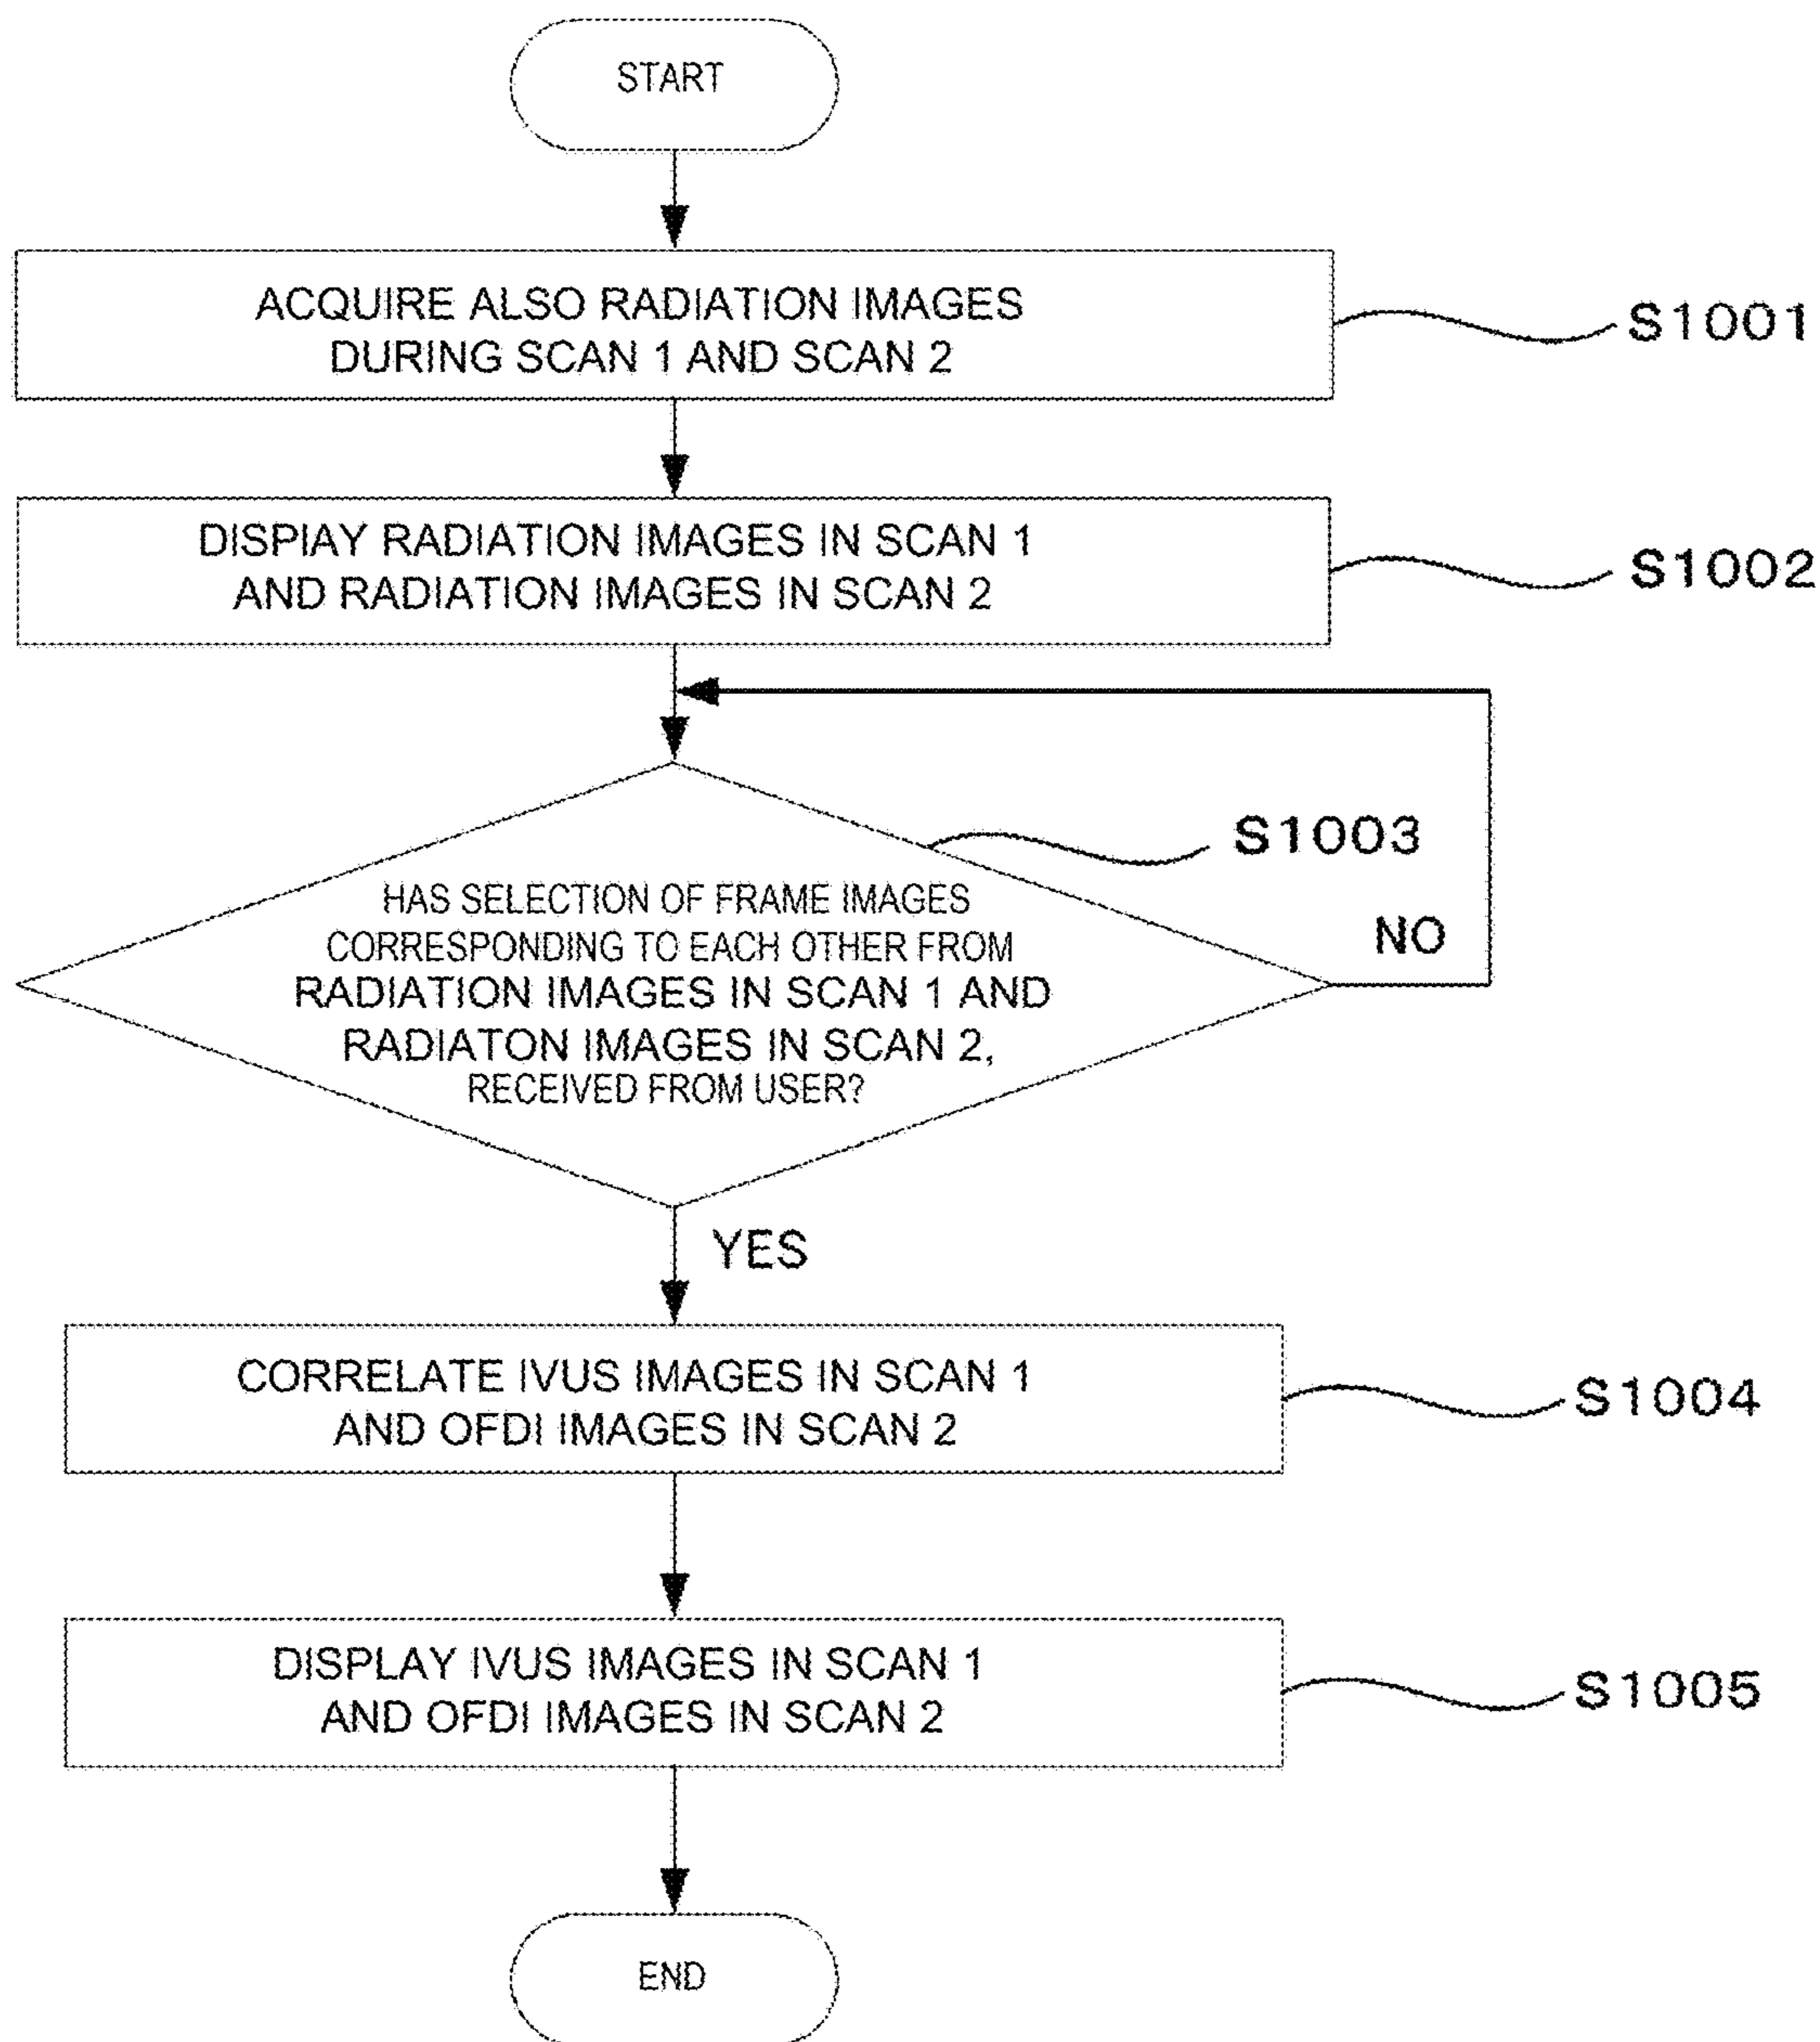 START
ACQUIRE ALSO RADIATION IMAGES
DURING SCAN 1 AND SCAN 2
S1001
DISPIAY RADIATION IMAGES IN SCAN 1
AND RADIATION IMAGES IN SCAN 2
S1002
S1003
HAS SELECTION OF FRAME IMAGES
CORRESPONDING TO EACH OTHER FROM
RADIATION IMAGES IN SCAN 1 AND
RADIATON IMAGES IN SCAN 2,
RECEIVED FROM USER?
NO
YES
CORRELATE IVUS IMAGES IN SCAN 1
AND OFDI IMAGES IN SCAN 2
S1004
DISPLAY IVUS IMAGES IN SCAN 1
AND OFDI IMAGES IN SCAN 2
S1005
END